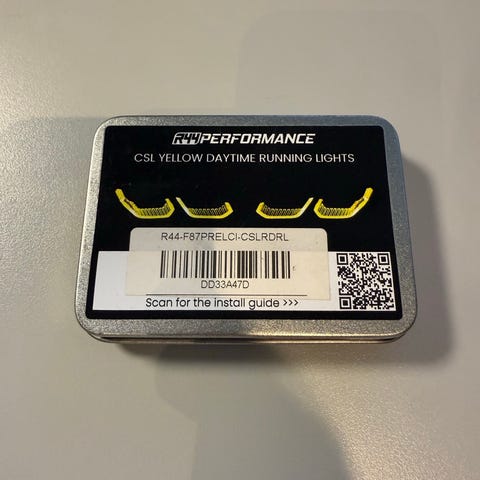 R44PERFORMANCE
CSL YELLOW DAYTIME RUNNING LIGHTS
R44-F87PRELCI-CSLRDRL
DD33A47D
Scan for the install guide >>>